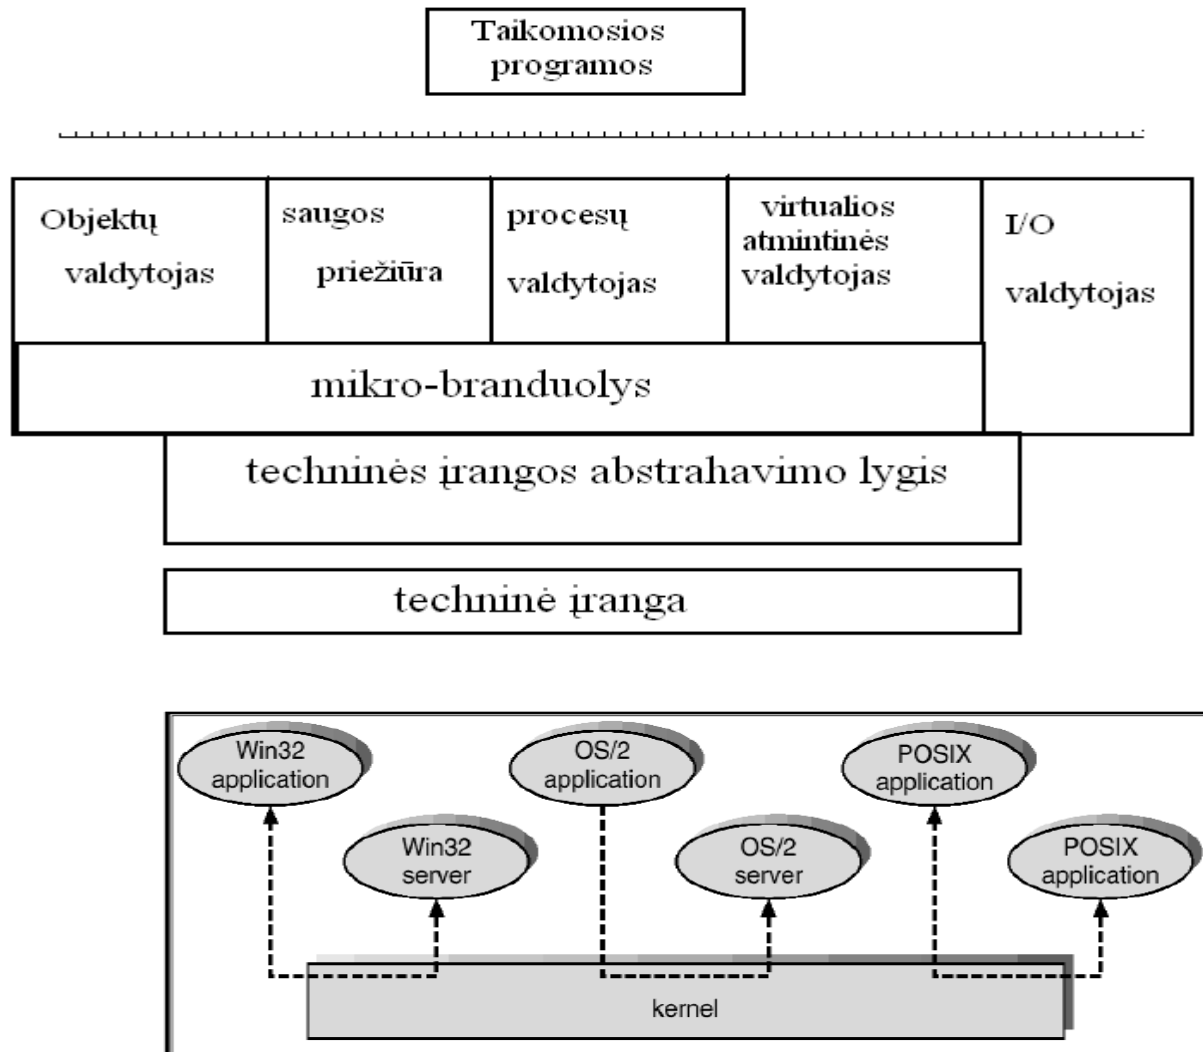 Taikomosios
programos
Objektų
valdytojas
saugos
priežiūra
procesų
valdytojas
virtualios
atmintinės
valdytojas
I/O
valdytojas
mikro-branduolys
techninės įrangos abstrahavimo lygis
techninė įranga
Win32
application
OS/2
application
POSIX
application
Win32
server
OS/2
server
POSIX
application
kernel